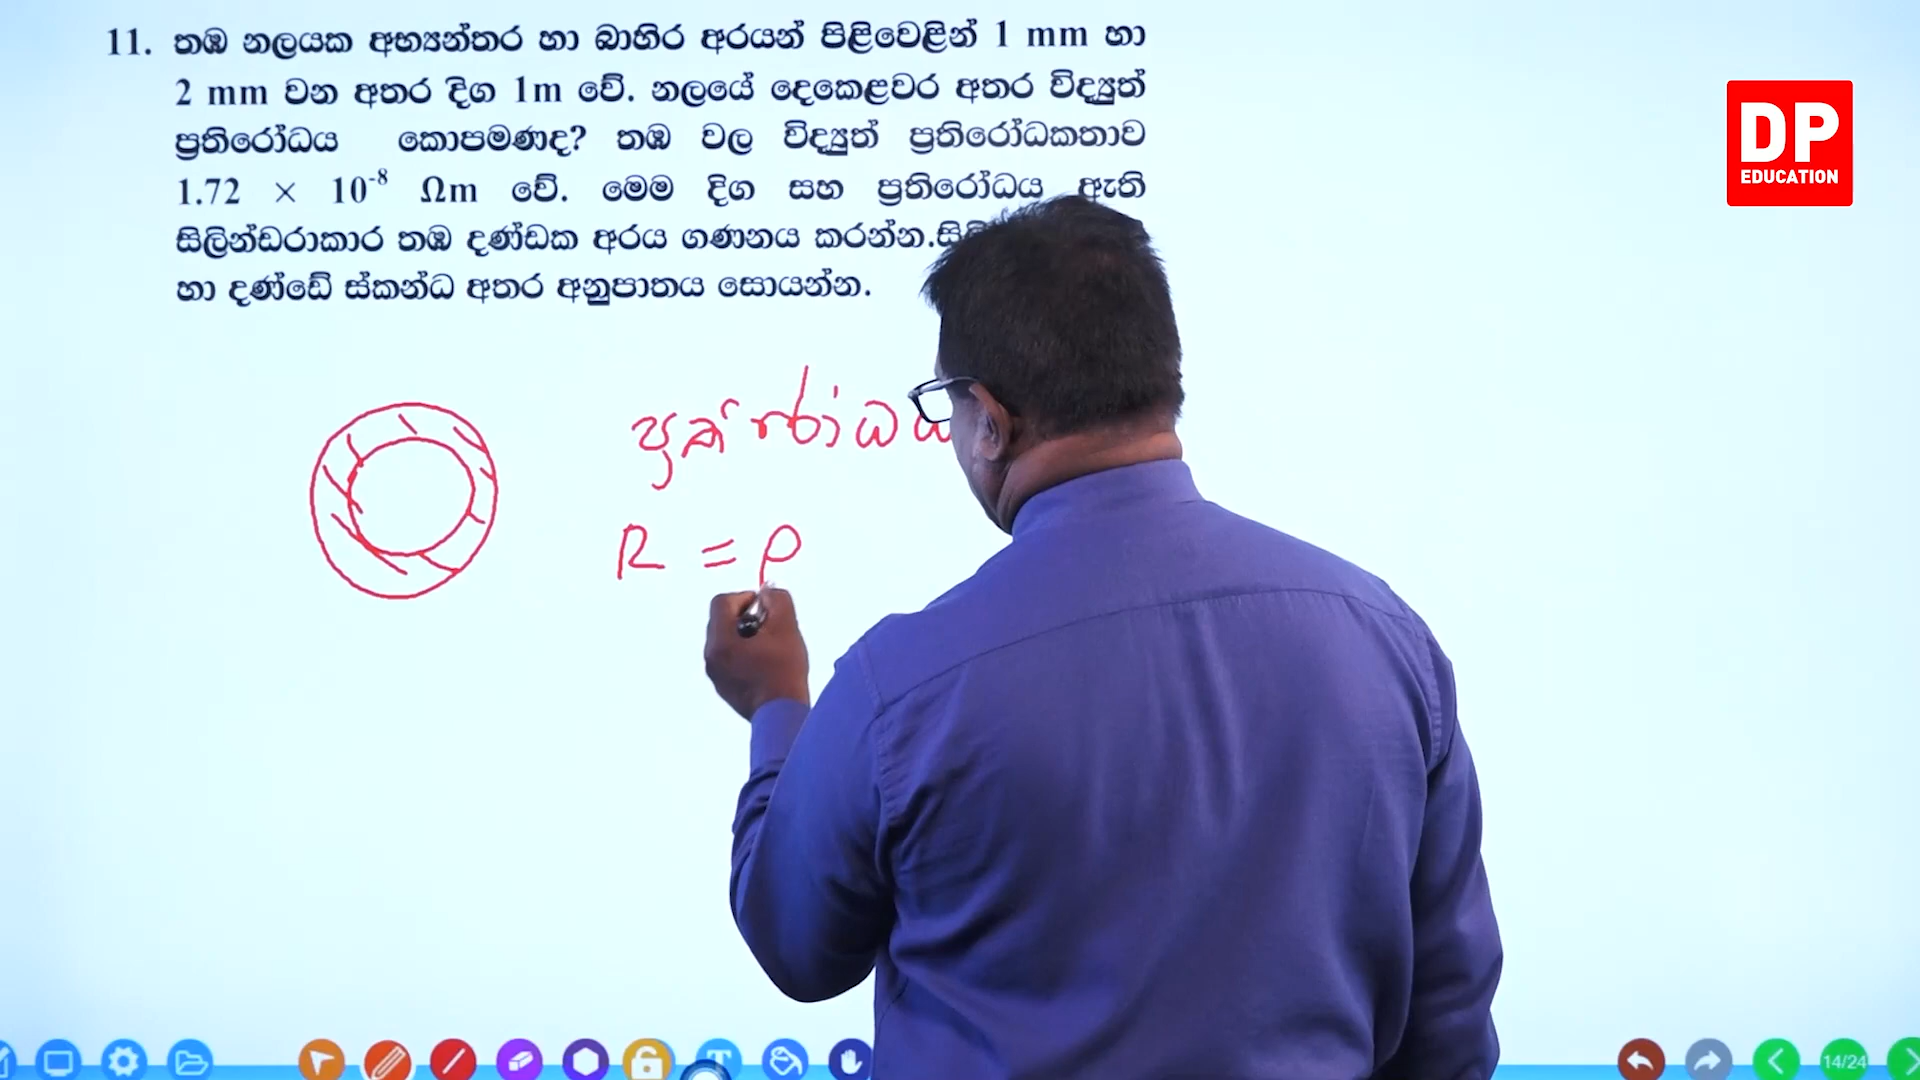 11. තඹ නලයක අභ්‍යන්තර හා බාහිර අරයන් පිළිවෙළින් 1 mm හා
2 mm වන අතර දිග 1m වේ. නලයේ දෙකෙළවර අතර විද්‍යුත්
ප්‍රතිරෝධය කොපමණද? තඹ වල විද්‍යුත් ප්‍රතිරෝධකතාව
1.72 × 10⁻⁸ Ωm වේ. මෙම දිග සහ ප්‍රතිරෝධය ඇති
සිලින්ඩරාකාර තඹ දණ්ඩක අරය ගණනය කරන්න.
හා දණ්ඩේ ස්කන්ධ අතර අනුපාතය සොයන්න.
DP
EDUCATION
ප්‍රතිරෝධය
R = ρ
14/24